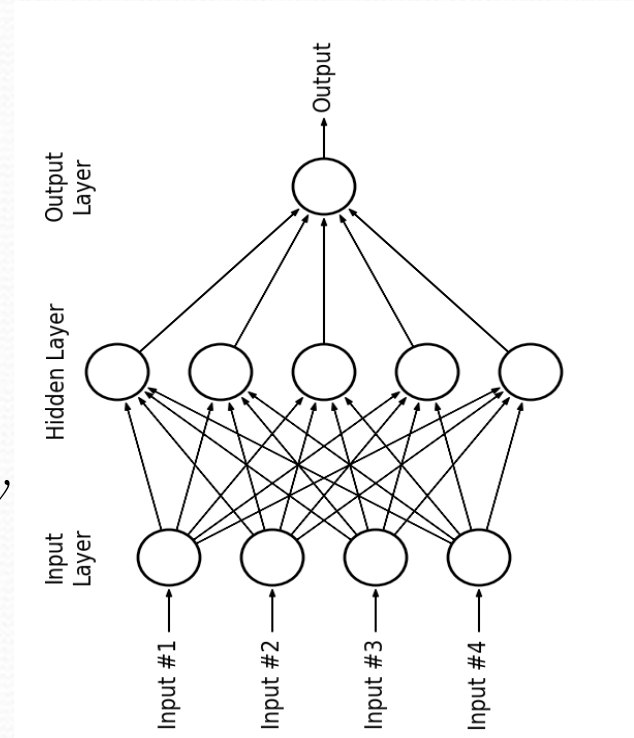 Output
Output
Layer
Hidden Layer
Input
Layer
Input #1
Input #2
Input #3
Input #4